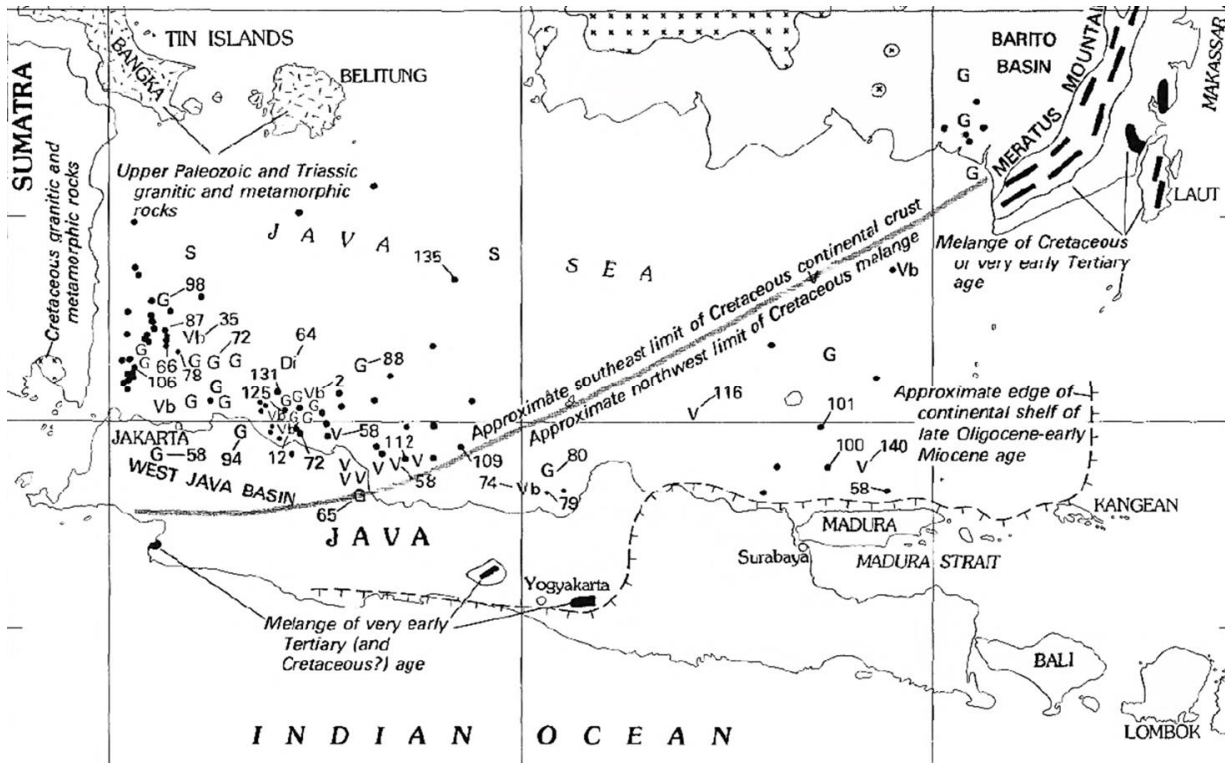 TIN ISLANDS
BANGKA
BELITUNG
SUMATRA
Cretaceous granitic and
metamorphic rocks
Upper Paleozoic and Triassic
granitic and metamorphic
rocks
BARITO
BASIN
MERATUS MOUNTAI
MAKASSAR
LAUT
G
G
G
Melange of Cretaceous
or very early Tertiary
age
JAVA SEA
S
S
135
Vb
Approximate southeast limit of Cretaceous continental crust
Approximate northwest limit of Cretaceous melange
V
G—98
87
Vb 35
72
64
G
G
66
78
G G G
Di
G—88
106
131
G G Vb 2
G
125
Vb
G G
G
Vb
G
G
G
Vb
V—58
JAKARTA
G—58
94
G
12
72
V V V V
112
58
109
V V
WEST JAVA BASIN
65
G
V—116
G
101
G—80
74
Vb
79
100
V—140
58
Approximate edge of
continental shelf of
late Oligocene-early
Miocene age
KANGEAN
MADURA
MADURA STRAIT
Surabaya
JAVA
Yogyakarta
Melange of very early
Tertiary (and
Cretaceous?) age
BALI
LOMBOK
INDIAN OCEAN